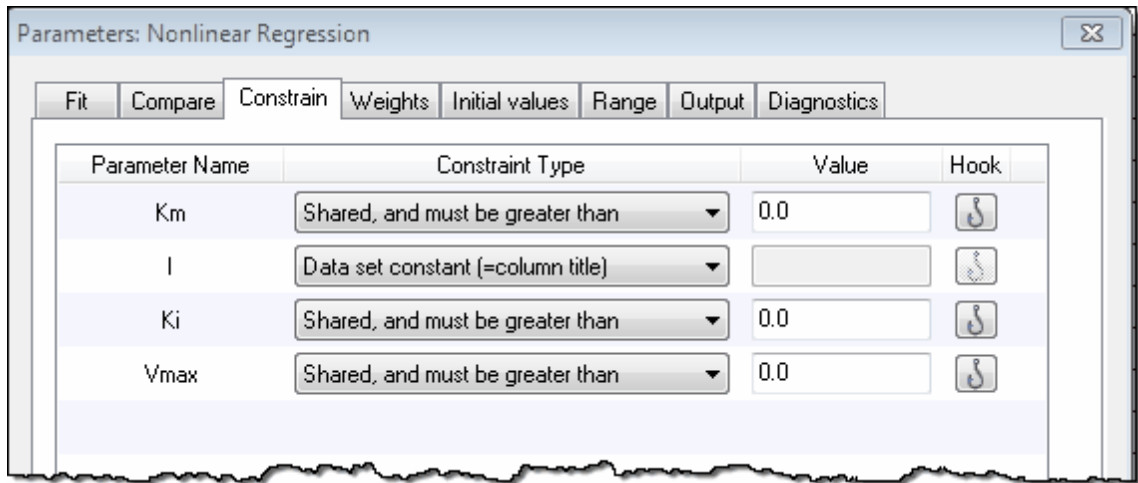 Parameters: Nonlinear Regression
Fit Compare Constrain Weights Initial values Range Output Diagnostics
Parameter Name Constraint Type Value Hook
Km Shared, and must be greater than 0.0
I Data set constant (=column title)
Ki Shared, and must be greater than 0.0
Vmax Shared, and must be greater than 0.0